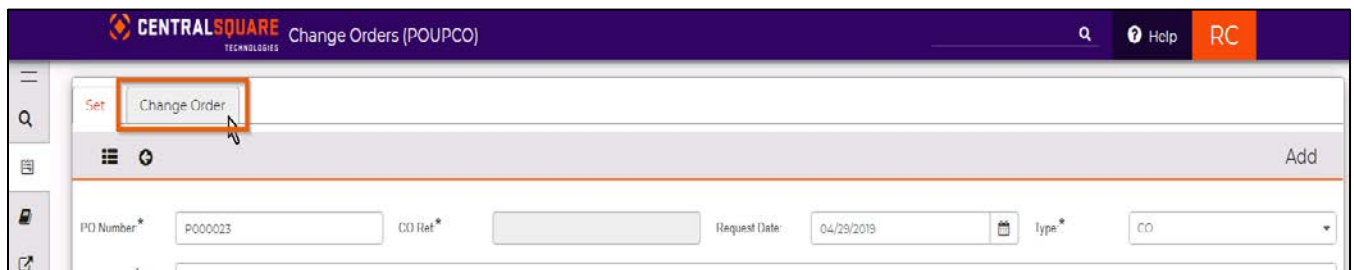 CENTRALSQUARE TECHNOLOGIES Change Orders (POUPCO) Help RC
Set Change Order
Add
PO Number:* P000023 CO Ref:* Request Date: 04/29/2019 Type:* CO